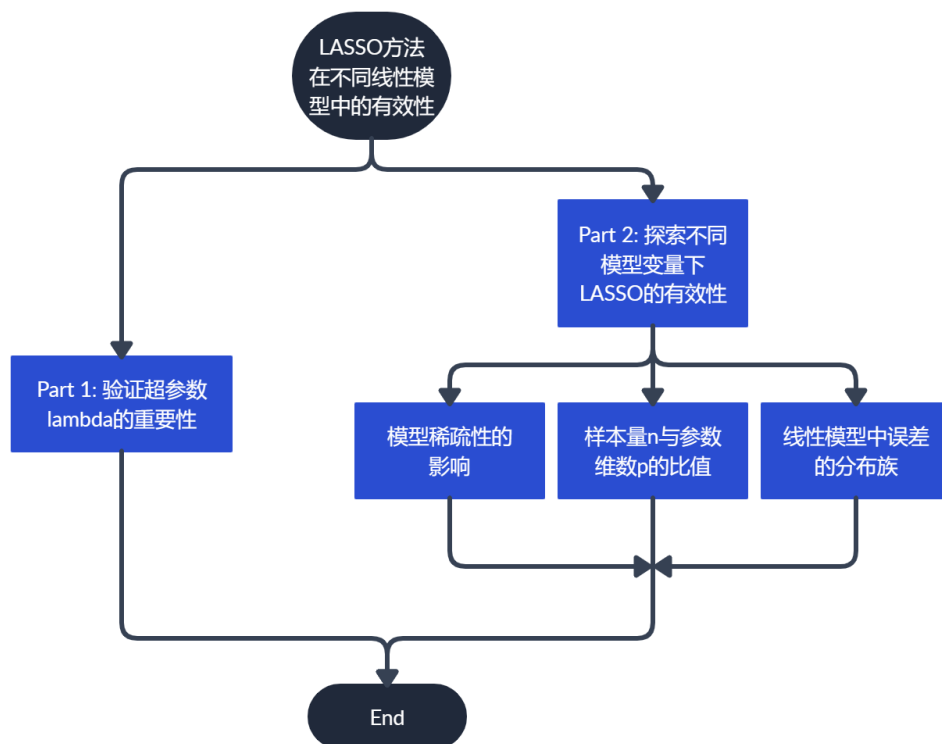 LASSO方法
在不同线性模
型中的有效性
Part 2: 探索不同
模型变量下
LASSO的有效性
Part 1: 验证超参数
lambda的重要性
模型稀疏性的
影响
样本量n与参数
维数p的比值
线性模型中误差
的分布族
End